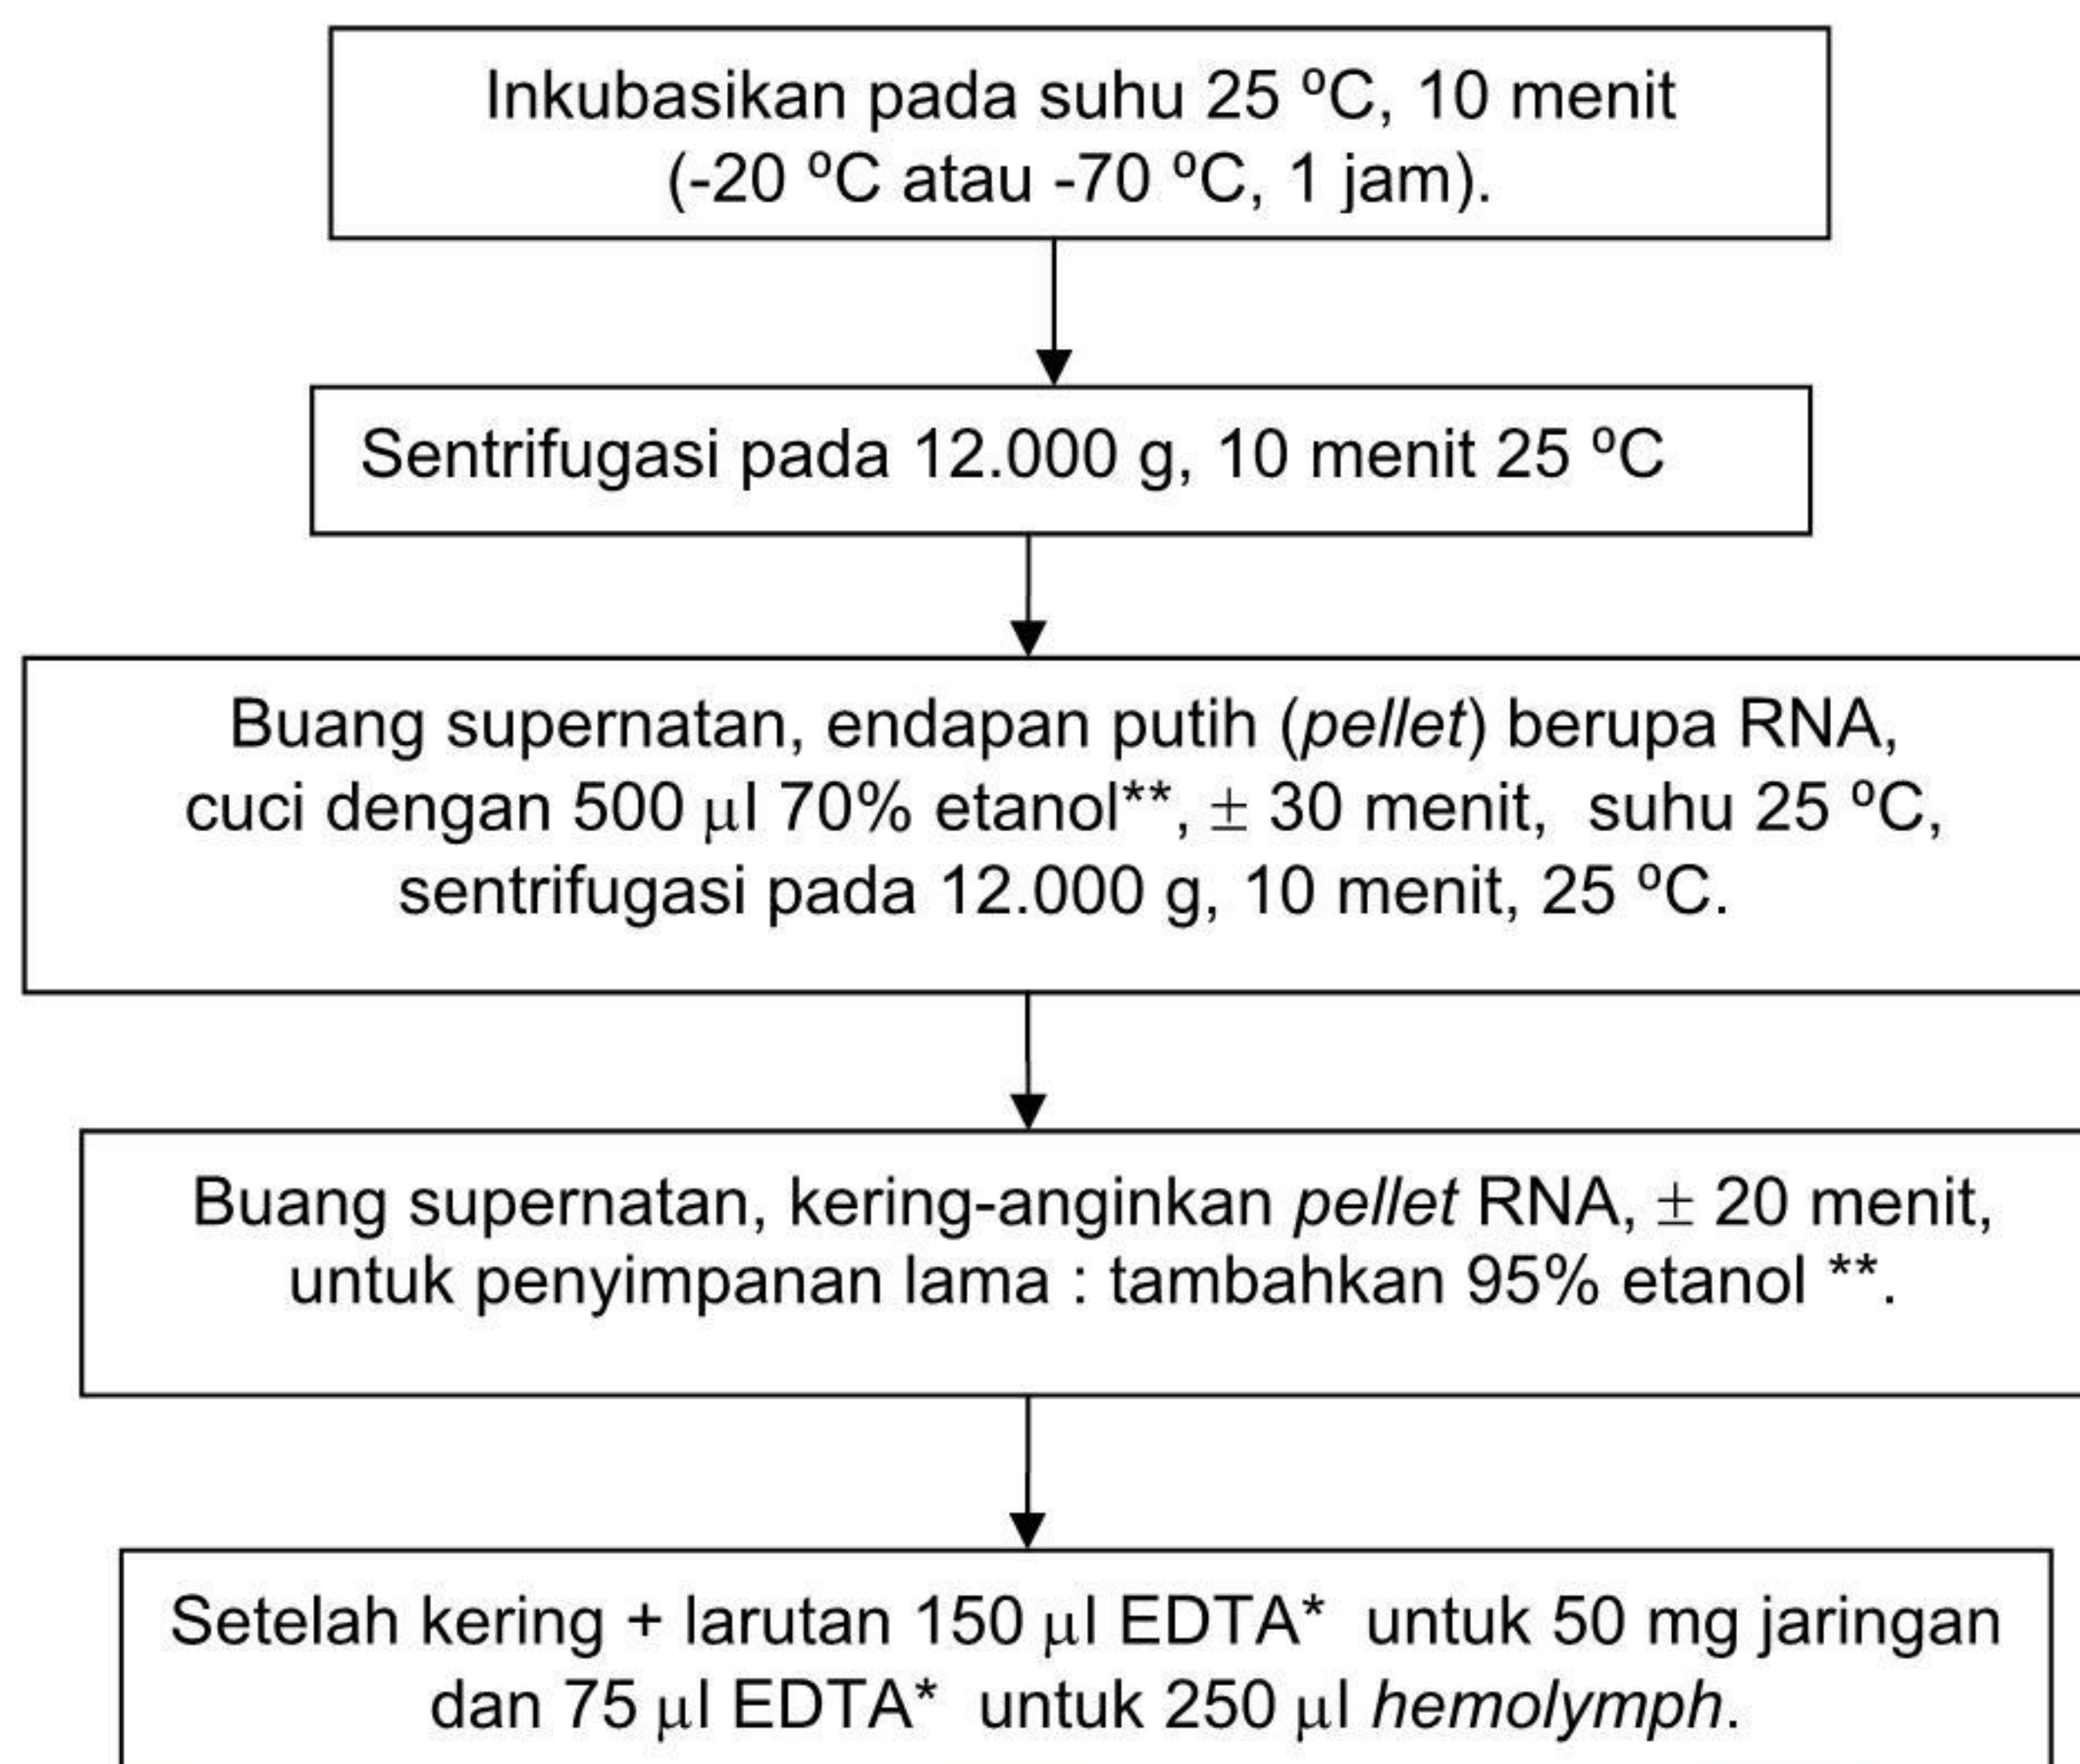 Inkubasikan pada suhu 25 ºC, 10 menit
(-20 ºC atau -70 ºC, 1 jam).
Sentrifugasi pada 12.000 g, 10 menit 25 ºC
Buang supernatan, endapan putih (pellet) berupa RNA,
cuci dengan 500 µl 70% etanol**, ± 30 menit,  suhu 25 ºC,
sentrifugasi pada 12.000 g, 10 menit, 25 ºC.
Buang supernatan, kering-anginkan pellet RNA, ± 20 menit,
untuk penyimpanan lama : tambahkan 95% etanol **.
Setelah kering + larutan 150 µl EDTA*  untuk 50 mg jaringan
dan 75 µl EDTA*  untuk 250 µl hemolymph.